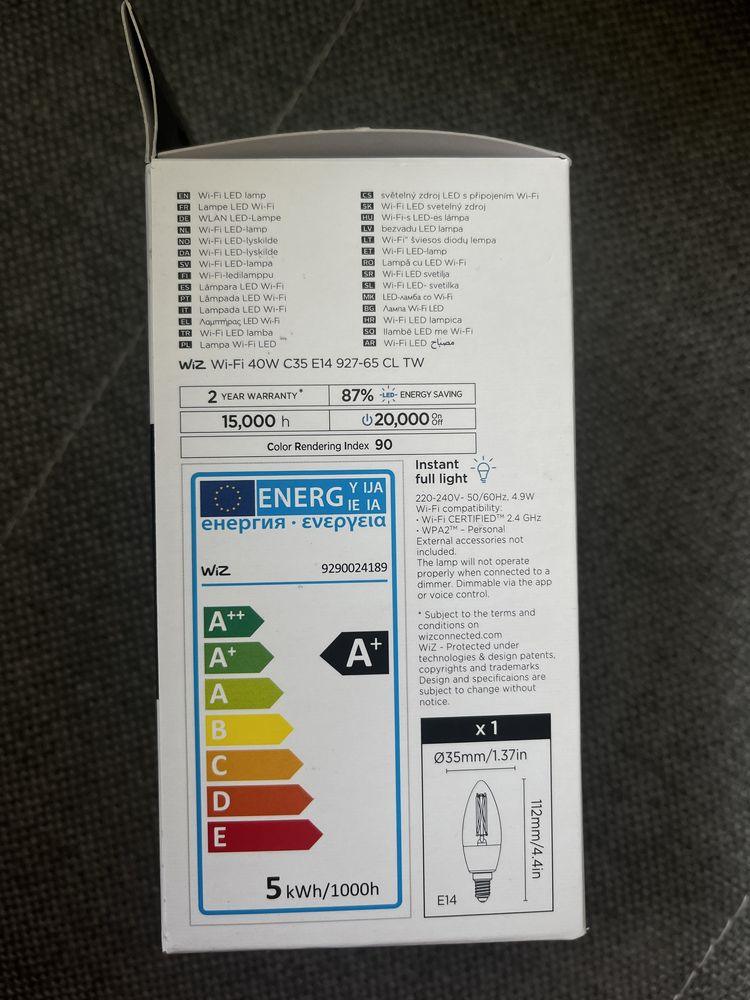 EN Wi-Fi LED lamp
FR Lampe LED Wi-Fi
DE WLAN LED-Lampe
NL Wi-Fi LED-lamp
NO Wi-Fi LED-lyskilde
DA Wi-Fi LED-lyskilde
SV Wi-Fi LED-lampa
FI Wi-Fi-ledilamppu
ES Lámpara LED Wi-Fi
PT Lâmpada LED Wi-Fi
IT Lampada LED Wi-Fi
EL Λαμπτήρας LED Wi-Fi
TR Wi-Fi LED lamba
PL Lampa Wi-Fi LED
CS světelný zdroj LED s připojením Wi-Fi
SK Wi-Fi LED svetelný zdroj
HU Wi-Fi-s LED-es lámpa
LV bezvadu LED lampa
LT Wi-Fi" šviesos diodų lempa
ET Wi-Fi LED-lamp
RO Lampă cu LED Wi-Fi
SR Wi-Fi LED svetilja
SL Wi-Fi LED- svetilka
MK LED-ламба со Wi-Fi
BG Лампа Wi-Fi LED
HR Wi-Fi LED lampica
SQ llambë LED me Wi-Fi
AR Wi-Fi LED مصباح
WiZ Wi-Fi 40W C35 E14 927-65 CL TW
2 YEAR WARRANTY*
87% -LED- ENERGY SAVING
15,000 h
20,000 On Off
Color Rendering Index 90
ENERG Y IJA IE IA
енергия · ενεργεια
WiZ 9290024189
A++
A+
A+
A
B
C
D
E
5 kWh/1000h
Instant
full light
220-240V~ 50/60Hz, 4.9W
Wi-Fi compatibility:
• Wi-Fi CERTIFIED™ 2.4 GHz
• WPA2™ – Personal
External accessories not
included.
The lamp will not operate
properly when connected to a
dimmer. Dimmable via the app
or voice control.
* Subject to the terms and
conditions on
wizconnected.com
WiZ - Protected under
technologies & design patents,
copyrights and trademarks
Design and specificaions are
subject to change without
notice.
x 1
Ø35mm/1.37in
112mm/4.4in
E14